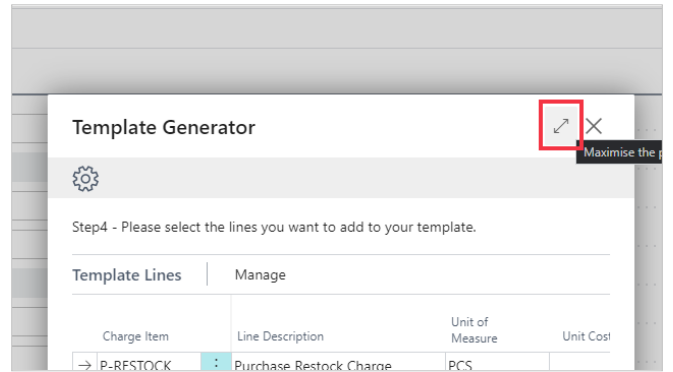 Template Generator
Maximise the
Step4 - Please select the lines you want to add to your template.
Template Lines Manage
Charge Item Line Description Unit of Measure Unit Cost
P-RESTOCK Purchase Restock Charge PCS